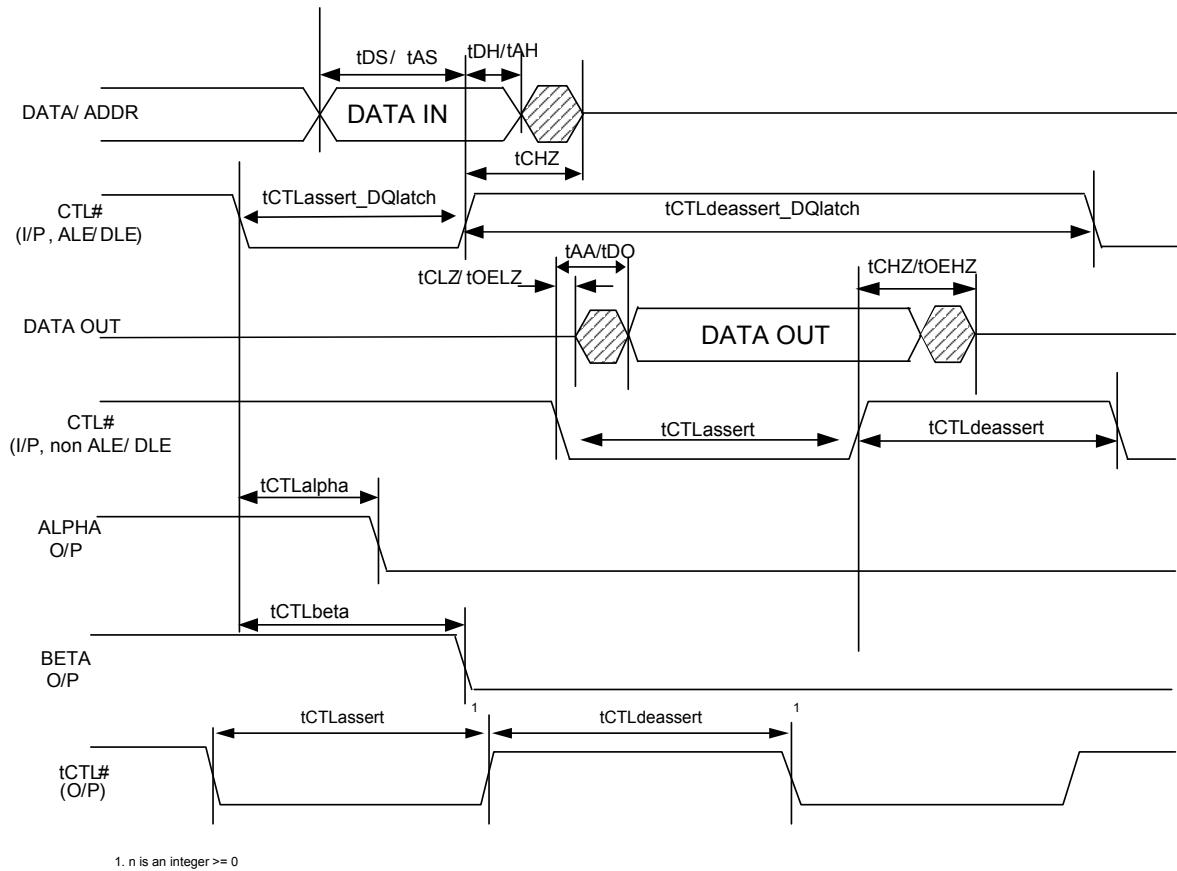 tDS/ tAS
tDH/tAH
DATA/ ADDR
DATA IN
tCHZ
CTL#
(I/P , ALE/ DLE)
tCTLassert_DQlatch
tCTLdeassert_DQlatch
tAA/tDO
tCLZ/ tOELZ
tCHZ/tOEHZ
DATA OUT
DATA OUT
CTL#
(I/P, non ALE/ DLE
tCTLassert
tCTLdeassert
tCTLalpha
ALPHA
O/P
tCTLbeta
BETA
O/P
tCTLassert
1
tCTLdeassert
1
tCTL#
(O/P)
1. n is an integer >= 0